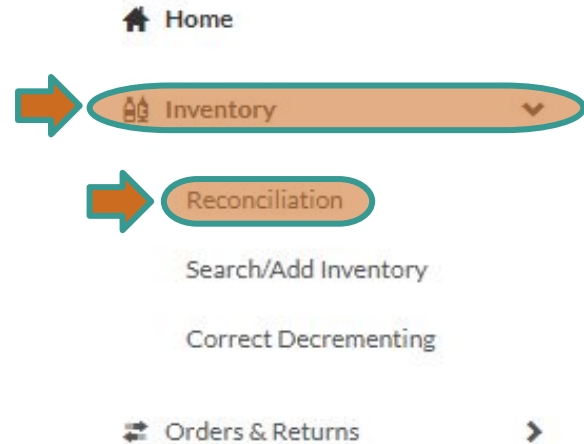 Home
Inventory
Reconciliation
Search/Add Inventory
Correct Decrementing
Orders & Returns